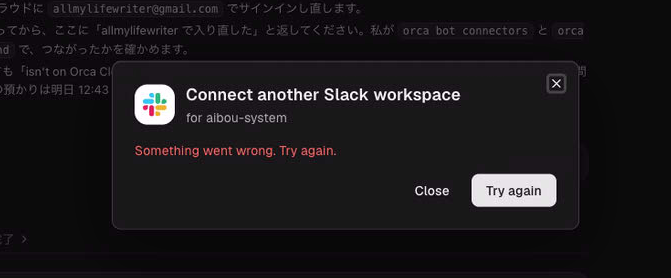 ラウドに allmylifewriter@gmail.com でサインインし直します。
ってから、ここに「allmylifewriter で入り直した」と返してください。私が orca bot connectors と orca
nd で、つながったかを確かめます。
ても「isn't on Orca Cl
間
の預かりは明日 12:43
Connect another Slack workspace
for aibou-system
Something went wrong. Try again.
Close
Try again
完了